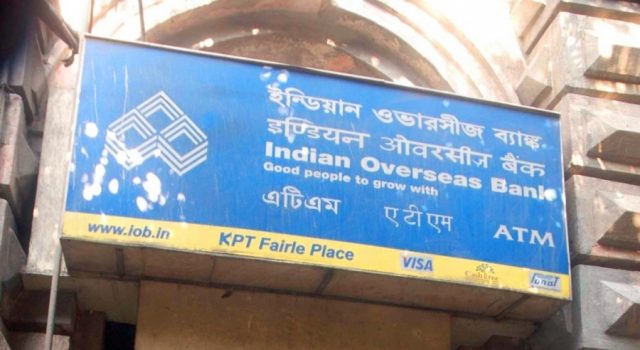 ইন্ডিয়ান ওভারসীজ ব্যাঙ্ক
इण्डियन ओवरसीज बैंक
Indian Overseas Bank
Good people to grow with
এটিএম ए टी एम ATM
www.iob.in KPT Fairle Place VISA CashTree